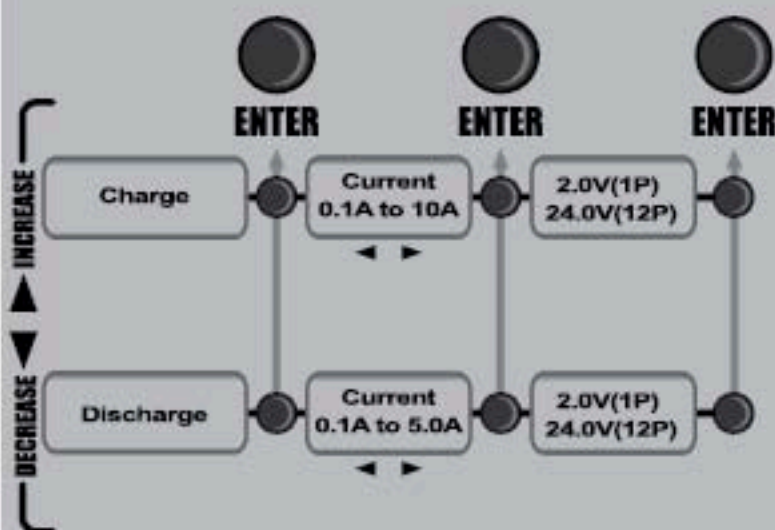 ENTER ENTER ENTER
INCREASE
Charge
Current
0.1A to 10A
2.0V(1P)
24.0V(12P)
DECREASE
Discharge
Current
0.1A to 5.0A
2.0V(1P)
24.0V(12P)